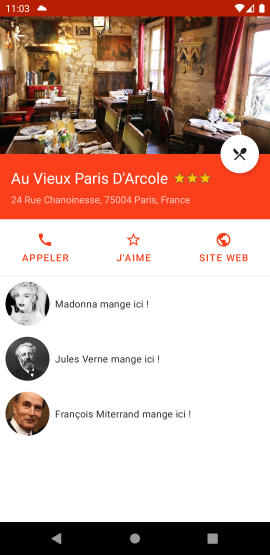 11:03
Au Vieux Paris D'Arcole
24 Rue Chanoinesse, 75004 Paris, France
APPELER
J'AIME
SITE WEB
Madonna mange ici !
Jules Verne mange ici !
François Miterrand mange ici !